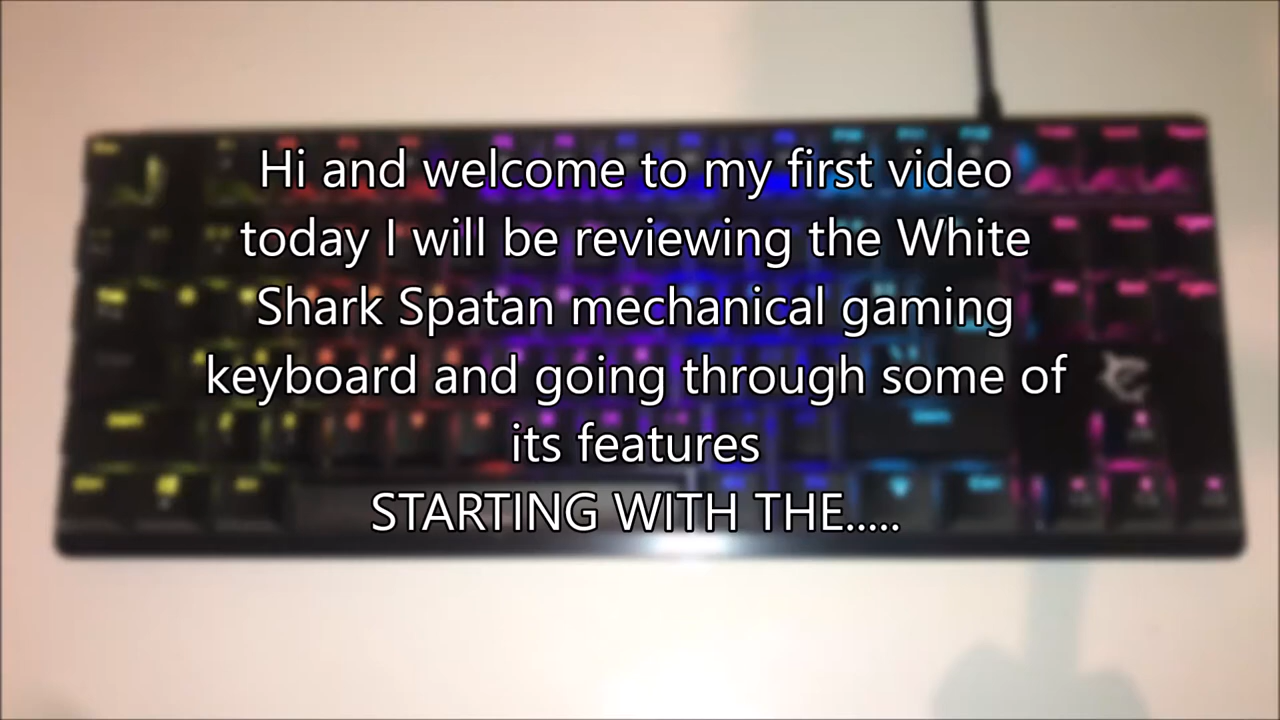 Hi and welcome to my first video
today I will be reviewing the White
Shark Spatan mechanical gaming
keyboard and going through some of
its features
STARTING WITH THE.....